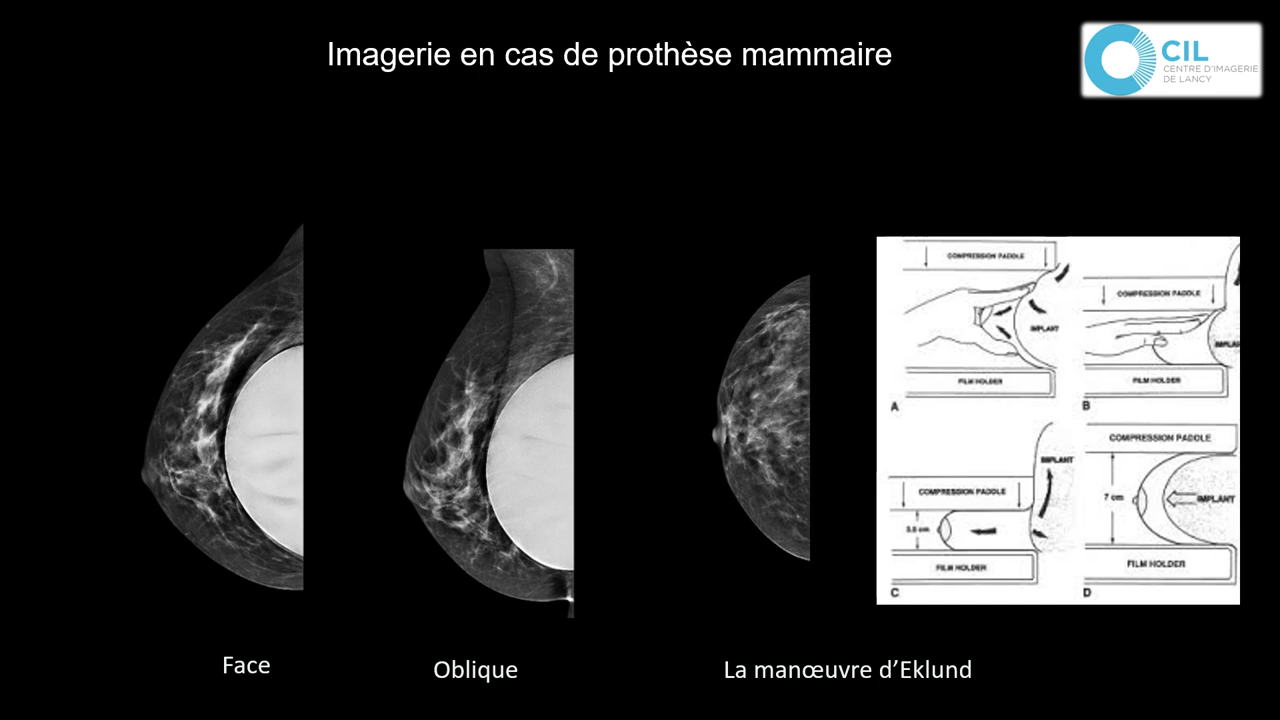 Imagerie en cas de prothèse mammaire
CIL
CENTRE D'IMAGERIE
DE LANCY
COMPRESSION PADDLE
IMPLANT
FILM HOLDER
A
COMPRESSION PADDLE
IMPLAN
FILM HOLDER
B
COMPRESSION PADDLE
IMPLANT
FILM HOLDER
C
COMPRESSION PADDLE
7 cm
IMPLANT
FILM HOLDER
D
Face
Oblique
La manœuvre d’Eklund